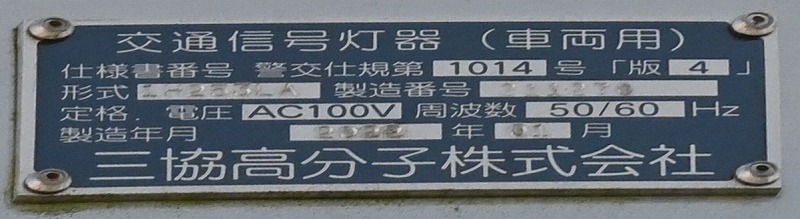 交通信号灯器（車両用）
仕様書番号 警交仕規第 1014 号「版 4」
形式 製造番号
定格．電圧 AC100V 周波数 50/60 Hz
製造年月 年 01 月
三協高分子株式会社